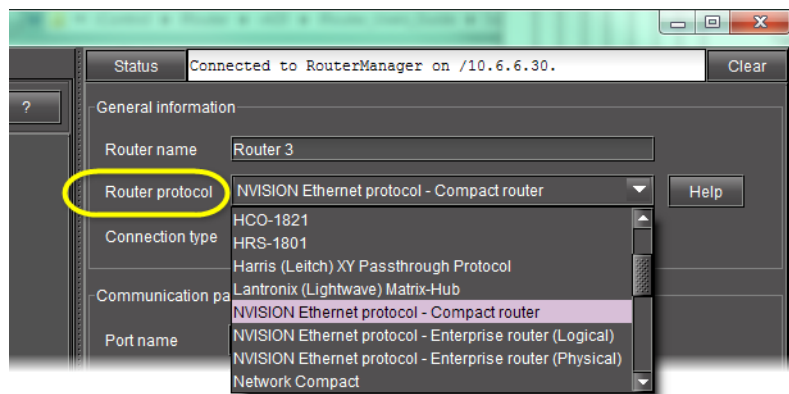 Status Connected to RouterManager on /10.6.6.30. Clear
?
General information
Router name Router 3
Router protocol NVISION Ethernet protocol - Compact router Help
HCO-1821
Connection type
HRS-1801
Harris (Leitch) XY Passthrough Protocol
Lantronix (Lightwave) Matrix-Hub
Communication pa
NVISION Ethernet protocol - Compact router
NVISION Ethernet protocol - Enterprise router (Logical)
Port name
NVISION Ethernet protocol - Enterprise router (Physical)
Network Compact